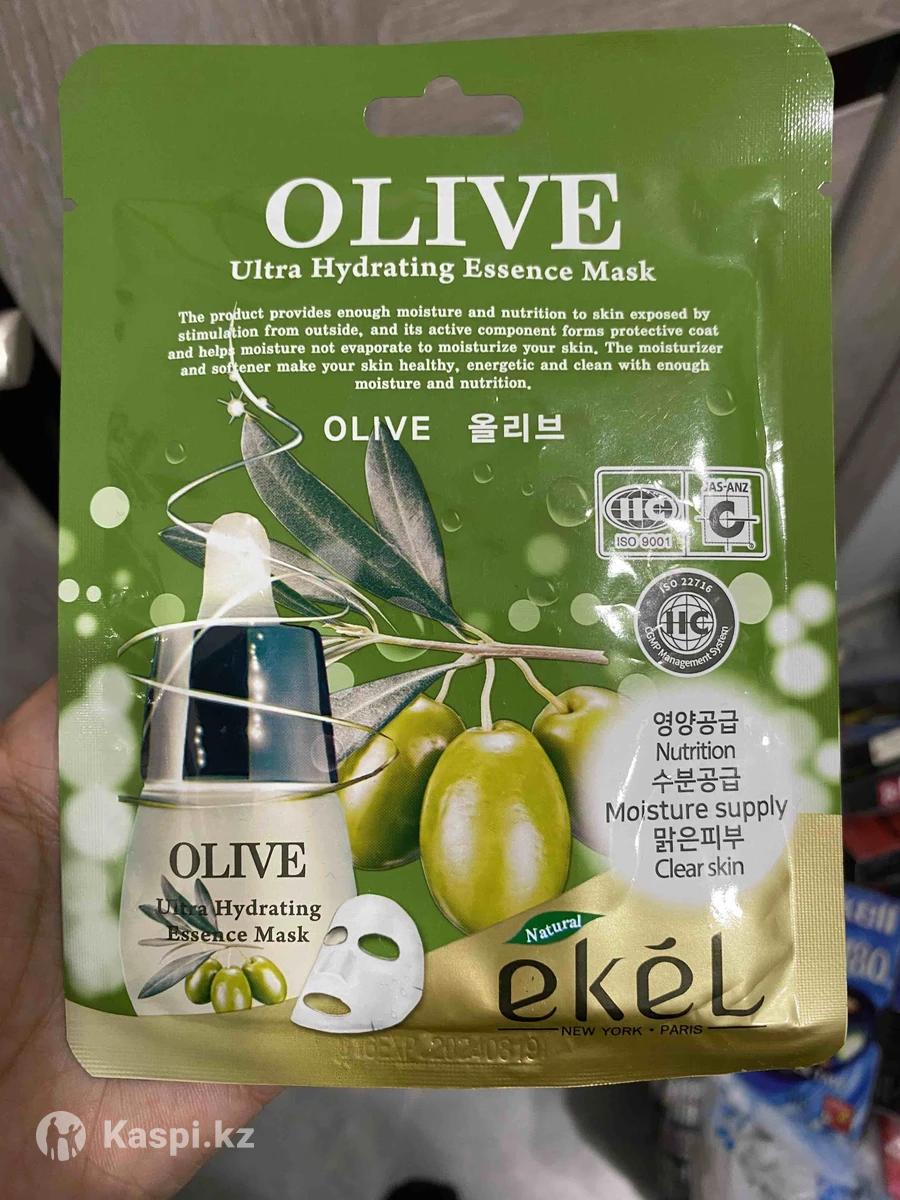 OLIVE
Ultra Hydrating Essence Mask
The product provides enough moisture and nutrition to skin exposed by
stimulation from outside, and its active component forms protective coat
and helps moisture not evaporate to moisturize your skin. The moisturizer
and softener make your skin healthy, energetic and clean with enough
moisture and nutrition.
OLIVE 올리브
IIC
ISO 9001
JAS-ANZ
C
ISO 22716
IIC
CGMP Management System
영양공급
Nutrition
수분공급
Moisture supply
맑은피부
Clear skin
OLIVE
Ultra Hydrating
Essence Mask
Natural
ekéL
NEW YORK • PARIS
EXP 20240819
Kaspi.kz